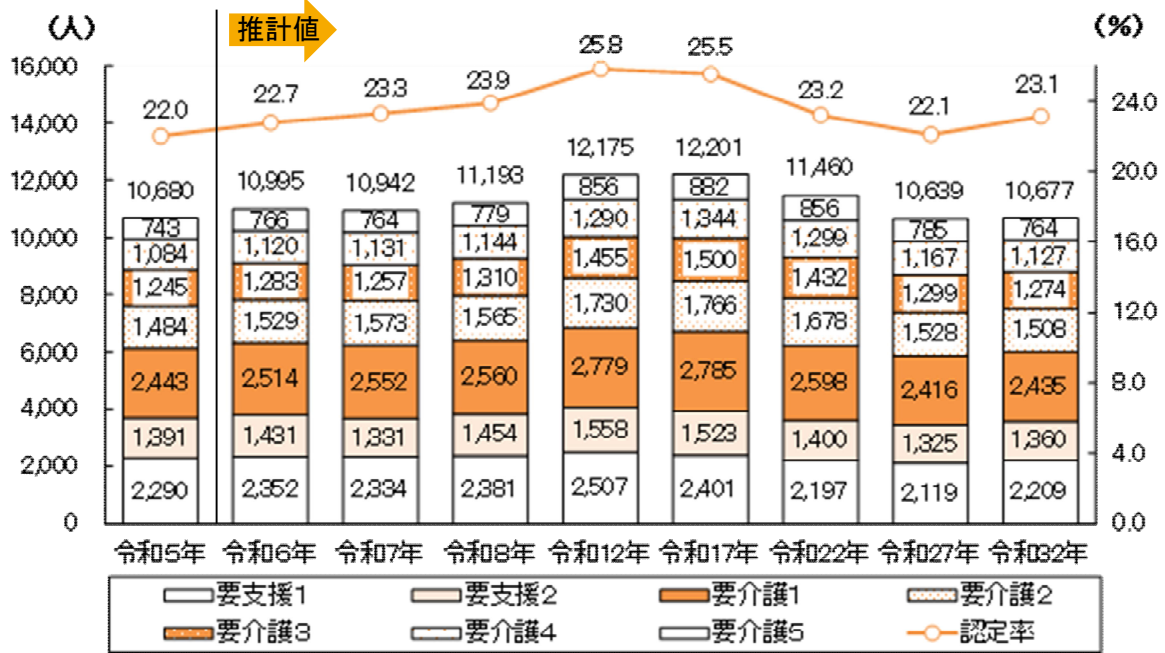 (人) 推計値 (%)
25.8 25.5
22.0 22.7 23.3 23.9 23.2 22.1 23.1
16,000 24.0
14,000
12,000 20.0
10,000 16.0
8,000 12.0
6,000 8.0
4,000 4.0
2,000
0 0.0
10,680 10,995 10,942 11,193 12,175 12,201 11,460 10,639 10,677
743 766 764 779 856 882 856 785 764
1,084 1,120 1,131 1,144 1,290 1,344 1,299 1,167 1,127
1,245 1,283 1,257 1,310 1,455 1,500 1,432 1,299 1,274
1,484 1,529 1,573 1,565 1,730 1,766 1,678 1,528 1,508
2,443 2,514 2,552 2,560 2,779 2,785 2,598 2,416 2,435
1,391 1,431 1,331 1,454 1,558 1,523 1,400 1,325 1,360
2,290 2,352 2,334 2,381 2,507 2,401 2,197 2,119 2,209
令和5年 令和6年 令和7年 令和8年 令和12年 令和17年 令和22年 令和27年 令和32年
要支援1 要支援2 要介護1 要介護2
要介護3 要介護4 要介護5 認定率